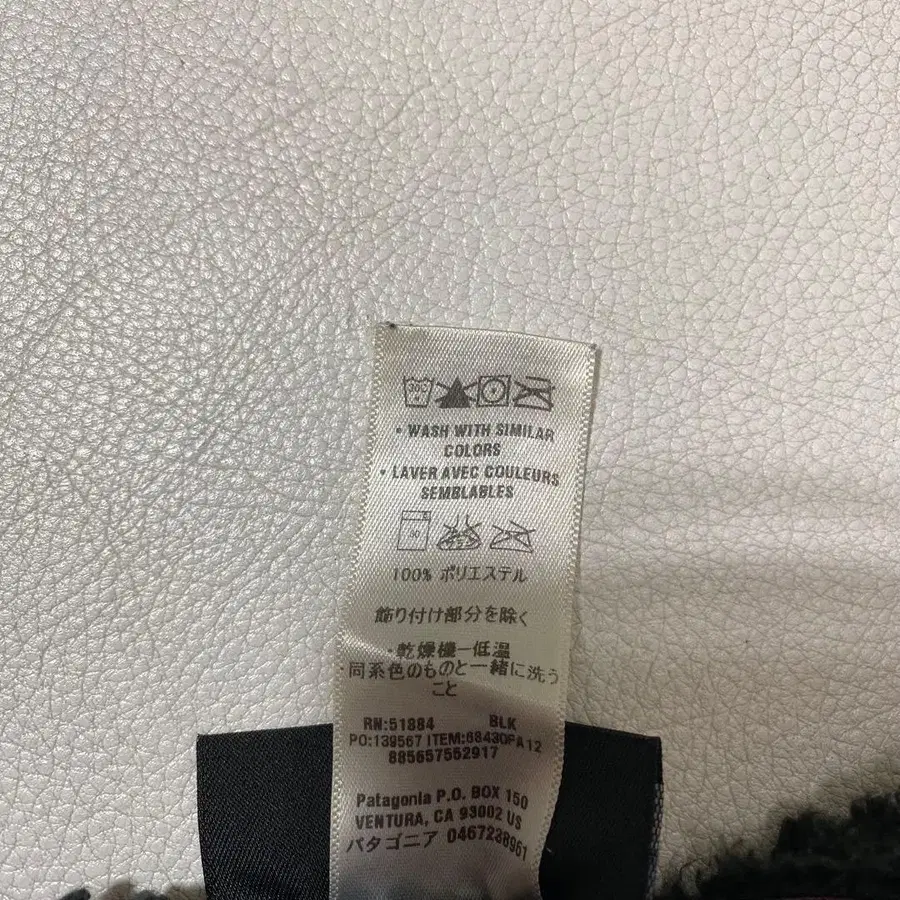 • WASH WITH SIMILAR
COLORS
• LAVER AVEC COULEURS
SEMBLABLES
30
100% ポリエステル
飾り付け部分を除く
・乾燥機－低温
・同系色のものと一緒に洗う
こと
RN:51884 BLK
PO:139567 ITEM:68430FA12
885657552917
Patagonia P.O. BOX 150
VENTURA, CA 93002 US
パタゴニア 0467238961